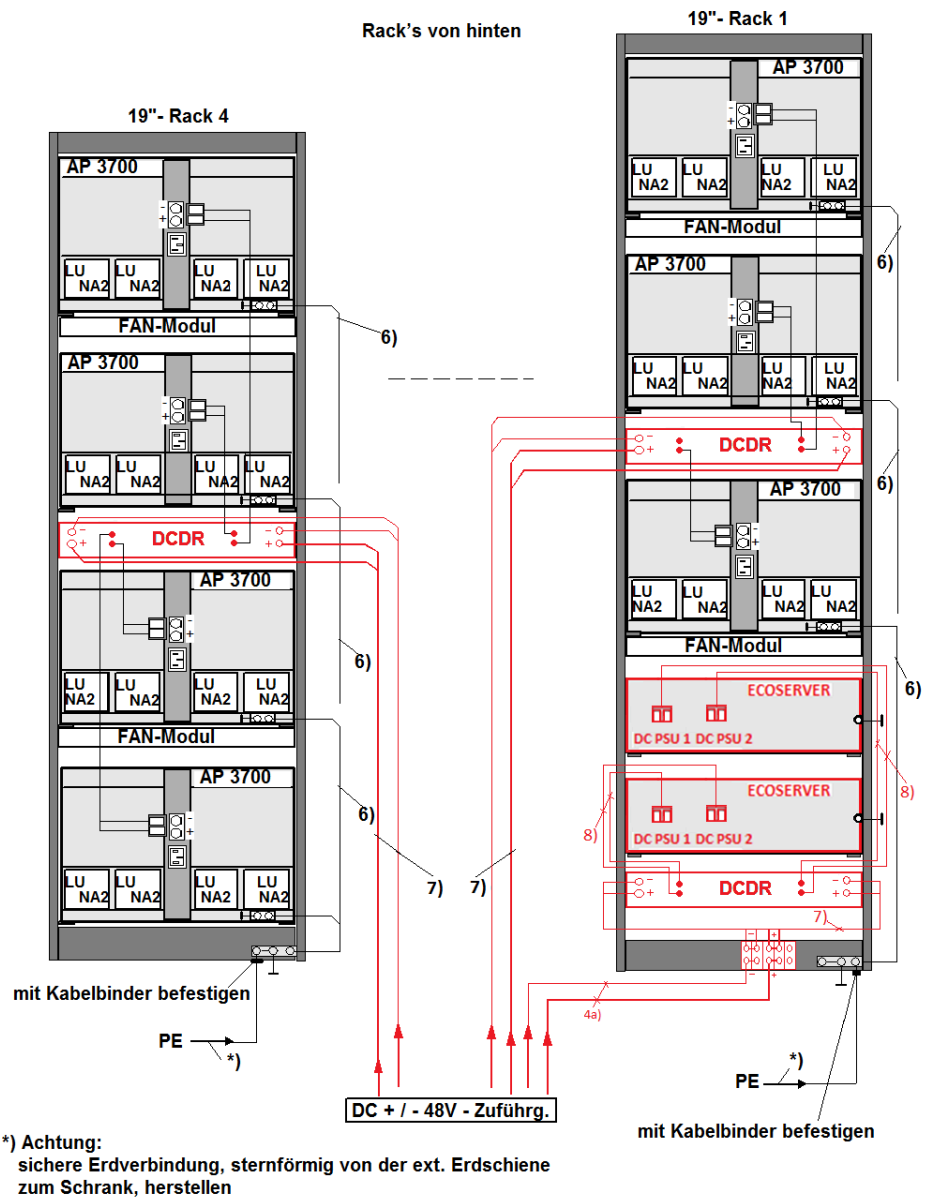 Rack's von hinten
19"- Rack 1
AP 3700
-
+
LU NA2 LU NA2 LU NA2 LU NA2
FAN-Modul
6)
AP 3700
-
+
LU NA2 LU NA2 LU NA2 LU NA2
- DCDR -
+ +
6)
AP 3700
-
+
LU NA2 LU NA2 LU NA2 LU NA2
FAN-Modul
6)
ECOSERVER
DC PSU 1 DC PSU 2
8)
ECOSERVER
8)
DC PSU 1 DC PSU 2
- DCDR -
+ +
7)
- +
- +
4a)
PE
*)
mit Kabelbinder befestigen
19"- Rack 4
AP 3700
-
+
LU NA2 LU NA2 LU NA2 LU NA2
FAN-Modul
6)
AP 3700
-
+
LU NA2 LU NA2 LU NA2 LU NA2
- DCDR -
+ +
AP 3700
-
+
6)
LU NA2 LU NA2 LU NA2 LU NA2
FAN-Modul
AP 3700
6)
-
+
LU NA2 LU NA2 LU NA2 LU NA2
7) 7)
mit Kabelbinder befestigen
PE
*)
DC + / - 48V - Zuführg.
*) Achtung:
sichere Erdverbindung, sternförmig von der ext. Erdschiene
zum Schrank, herstellen